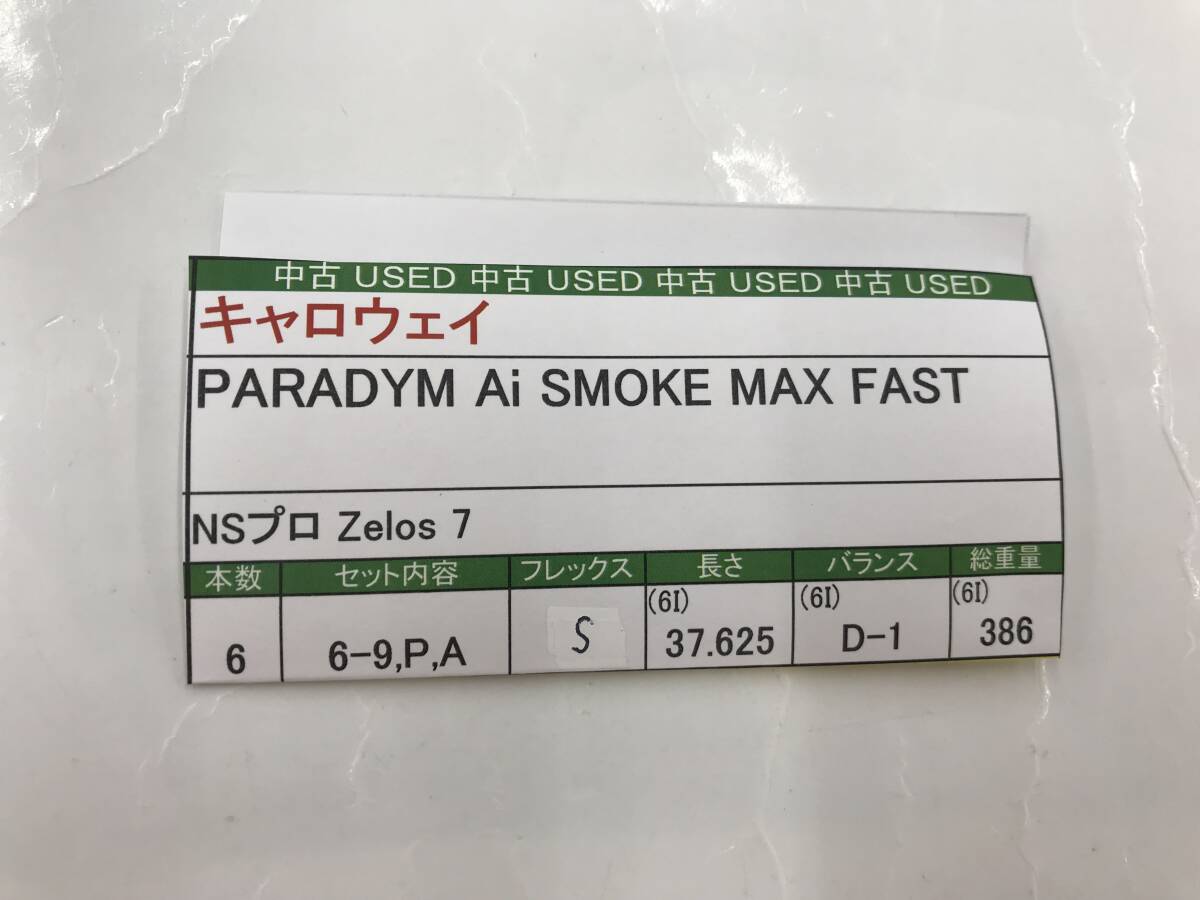 中古 USED 中古 USED 中古 USED 中古 USED
キャロウェイ
PARADYM Ai SMOKE MAX FAST
NSプロ Zelos 7
本数 セット内容 フレックス 長さ バランス 総重量
(6I) (6I) (6I)
6 6-9,P,A S 37.625 D-1 386